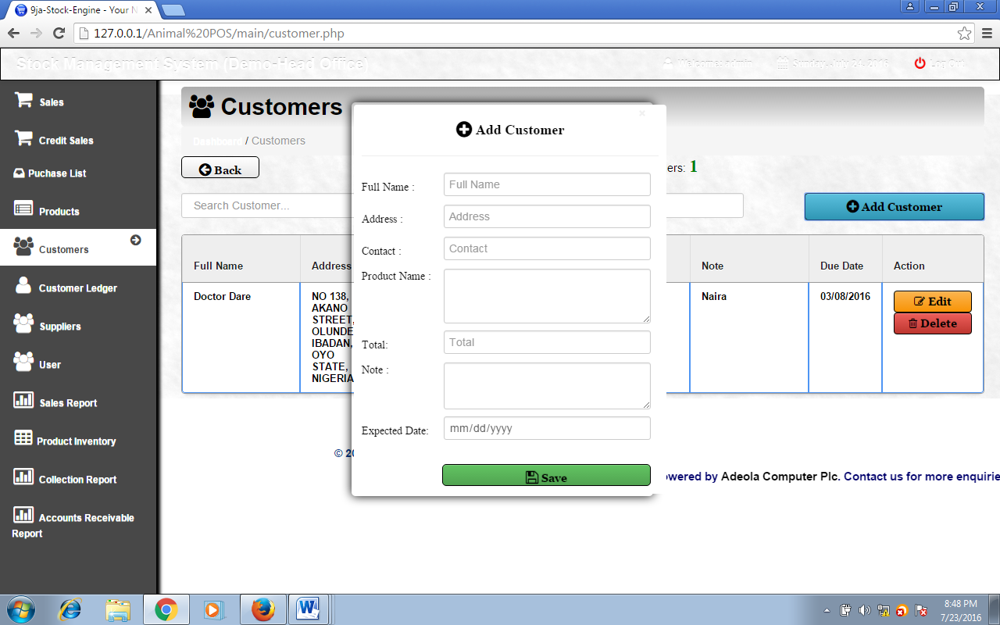 9ja-Stock-Engine - Your N
127.0.0.1/Animal%20POS/main/customer.php
Stock Management System (Demo-Head Office)
Welcome: admin
Sunday, July 24, 2016
Log Out
Sales
Credit Sales
Puchase List
Products
Customers
Customer Ledger
Suppliers
User
Sales Report
Product Inventory
Collection Report
Accounts Receivable
Report
Customers
Dashboard / Customers
Back
ers: 1
Search Customer...
Add Customer
Full Name
Address
Note
Due Date
Action
Doctor Dare
NO 138,
AKANO
STREET,
OLUNDE
IBADAN,
OYO
STATE,
NIGERIA
Naira
03/08/2016
Edit
Delete
Add Customer
×
Full Name :
Full Name
Address :
Address
Contact :
Contact
Product Name :
Total:
Total
Note :
Expected Date:
mm/dd/yyyy
Save
© 20
owered by Adeola Computer Plc. Contact us for more enquirie
8:48 PM
7/23/2016